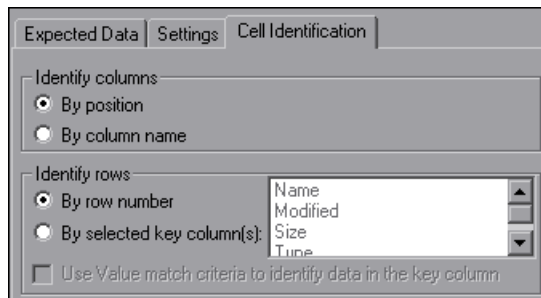 Expected Data Settings Cell Identification
Identify columns
By position
By column name
Identify rows
By row number
By selected key column(s):
Name
Modified
Size
Type
Use Value match criteria to identify data in the key column